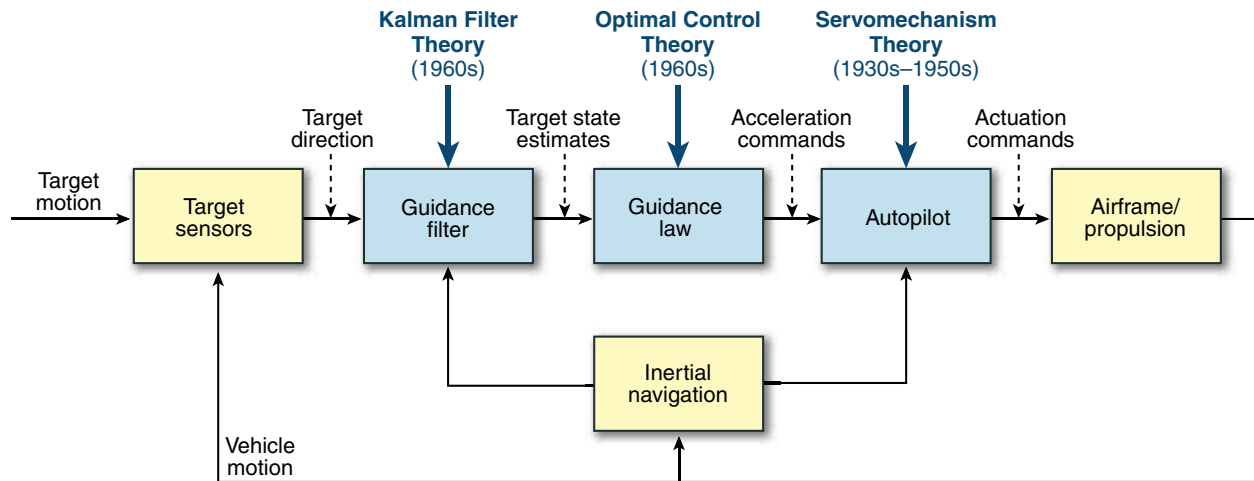 Kalman Filter
Theory
(1960s)
Optimal Control
Theory
(1960s)
Servomechanism
Theory
(1930s–1950s)
Target
direction
Target state
estimates
Acceleration
commands
Actuation
commands
Target
motion
Target
sensors
Guidance
filter
Guidance
law
Autopilot
Airframe/
propulsion
Inertial
navigation
Vehicle
motion